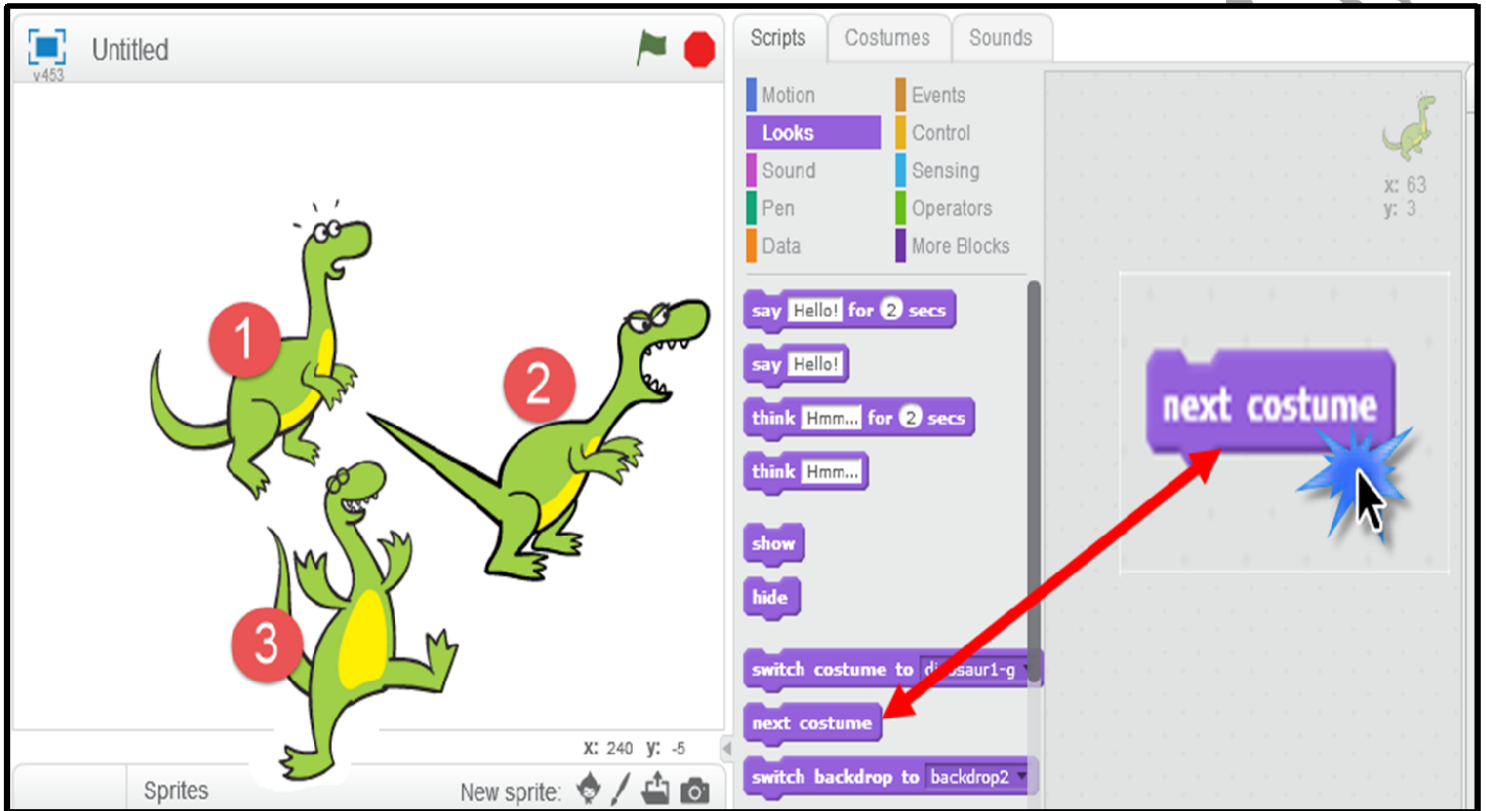 Untitled
v453
Scripts Costumes Sounds
Motion Events
Looks Control
Sound Sensing
Pen Operators
Data More Blocks
x: 63
y: 3
1
2
3
say Hello! for 2 secs
say Hello!
think Hmm... for 2 secs
think Hmm...
show
hide
switch costume to dinosaur1-g
next costume
switch backdrop to backdrop2
next costume
X: 240 y: -5
Sprites New sprite: